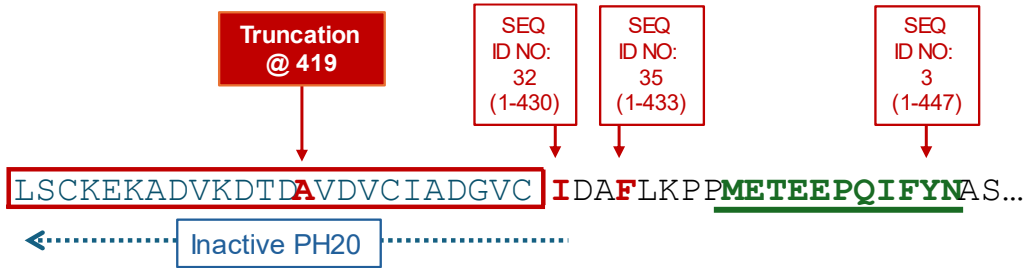 Truncation
@ 419
SEQ
ID NO:
32
(1-430)
SEQ
ID NO:
35
(1-433)
SEQ
ID NO:
3
(1-447)
LSCKEKADVKDTDAVDVCIADGVC IDAFLKPPMETEEPQIFYNAS…
Inactive PH20